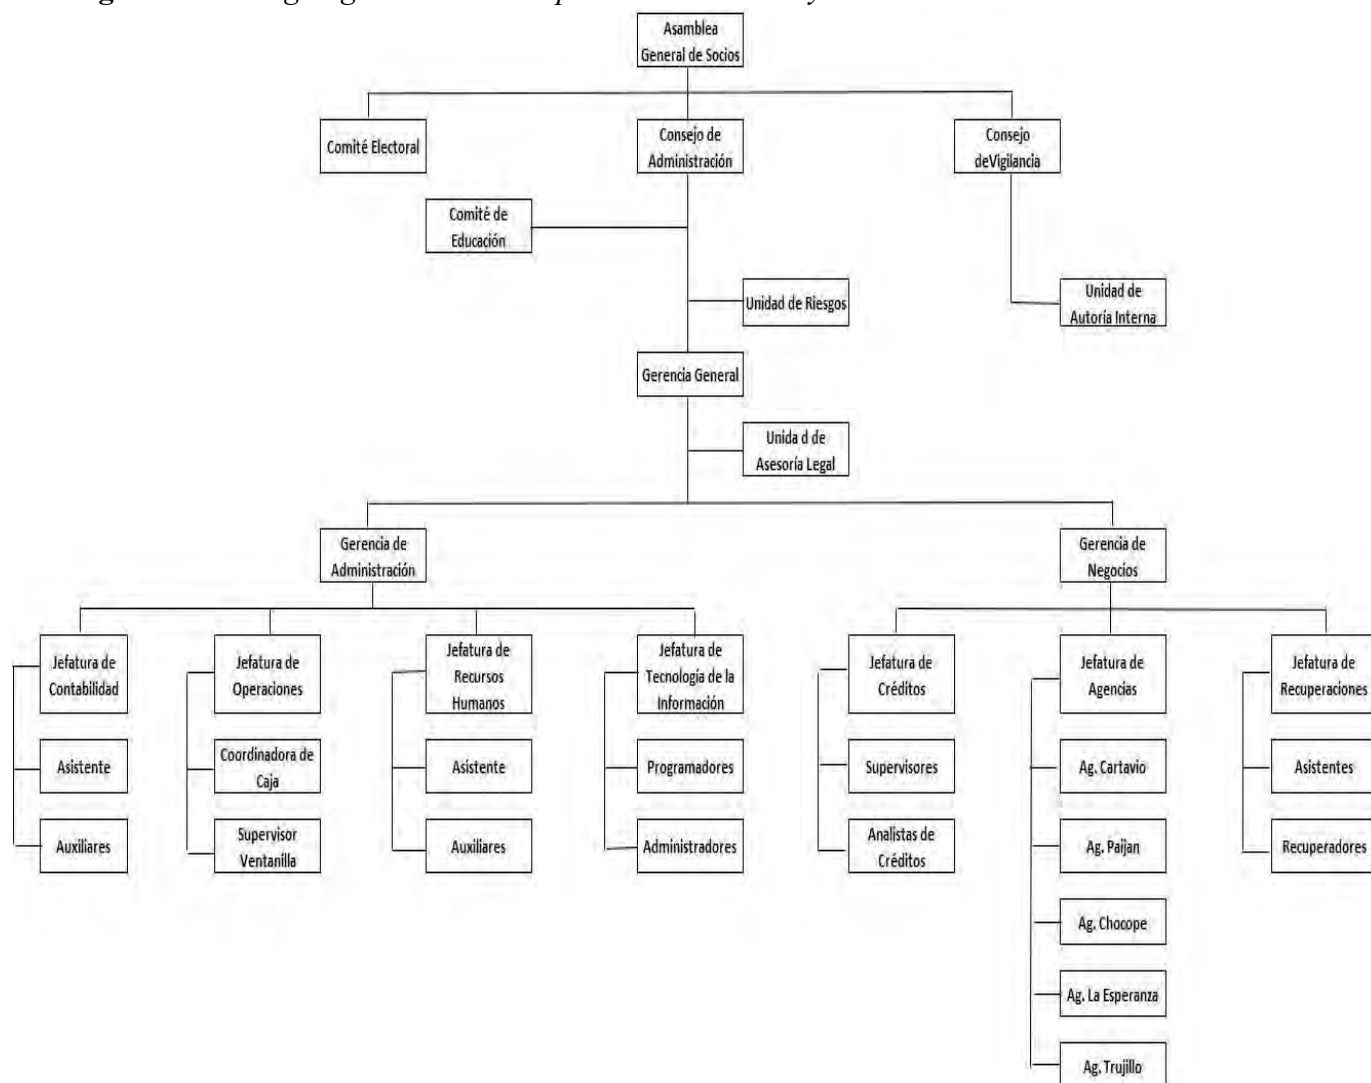 Asamblea
General de Socios
Comité Electoral
Consejo de
Administración
Consejo
deVigilancia
Comité de
Educación
Unidad de Riesgos
Unidad de
Autoría Interna
Gerencia General
Unida d de
Asesoría Legal
Gerencia de
Administración
Gerencia de
Negocios
Jefatura de
Contabilidad
Jefatura de
Operaciones
Jefatura de
Recursos
Humanos
Jefatura de
Tecnología de la
Información
Jefatura de
Créditos
Jefatura de
Agencias
Jefatura de
Recuperaciones
Asistente
Coordinadora de
Caja
Asistente
Programadores
Supervisores
Ag. Cartavio
Asistentes
Auxiliares
Supervisor
Ventanilla
Auxiliares
Administradores
Analistas de
Créditos
Ag. Paijan
Recuperadores
Ag. Chocope
Ag. La Esperanza
Ag. Trujillo